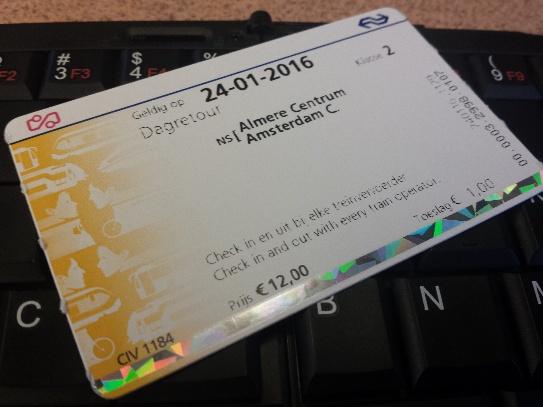 Geldig op 24-01-2016
Klasse 2
Dagretour
NS[ Almere Centrum
Amsterdam C.
Check in en uit bij elke treinvervoerder
Check in and out with every train operator.
Prijs € 12,00
Toeslag € 1,00
CIV 1184
# 3 F3
$ 4 F4
%
F2
( 9 F9
C
B
N